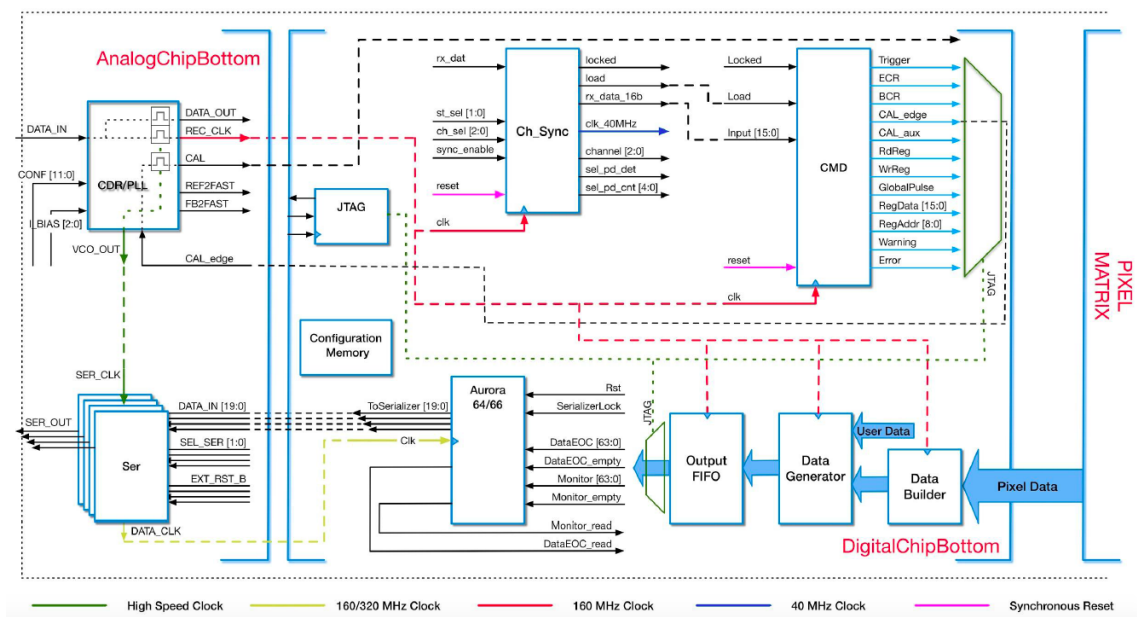 AnalogChipBottom
DATA_IN
CONF [11:0]
I_BIAS [2:0]
CDR/PLL
DATA_OUT
REC_CLK
CAL
REF2FAST
FB2FAST
VCO_OUT
CAL_edge
SER_CLK
SER_OUT
Ser
DATA_IN [19:0]
SEL_SER [1:0]
EXT_RST_B
DATA_CLK
JTAG
Configuration
Memory
rx_dat
st_sel [1:0]
ch_sel [2:0]
sync_enable
reset
clk
Ch_Sync
locked
load
rx_data_16b
clk_40MHz
channel [2:0]
sel_pd_det
sel_pd_cnt [4:0]
Locked
Load
Input [15:0]
reset
clk
CMD
Trigger
ECR
BCR
CAL_edge
CAL_aux
RdReg
WrReg
GlobalPulse
RegData [15:0]
RegAddr [8:0]
Warning
Error
JTAG
PIXEL
MATRIX
ToSerializer [19:0]
Clk
Aurora
64/66
Rst
SerializerLock
DataEOC [63:0]
DataEOC_empty
Monitor [63:0]
Monitor_empty
Monitor_read
DataEOC_read
JTAG
Output
FIFO
Data
Generator
User Data
Data
Builder
Pixel Data
DigitalChipBottom
High Speed Clock
160/320 MHz Clock
160 MHz Clock
40 MHz Clock
Synchronous Reset